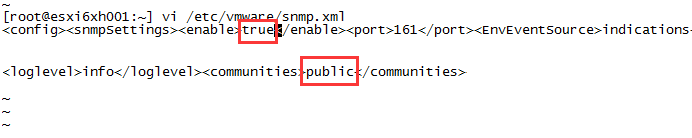 ~
[root@esxi6xh001:~] vi /etc/vmware/snmp.xml
<config><snmpSettings><enable>true</enable><port>161</port><EnvEventSource>indications-
<loglevel>info</loglevel><communities>public</communities>
~
~
~